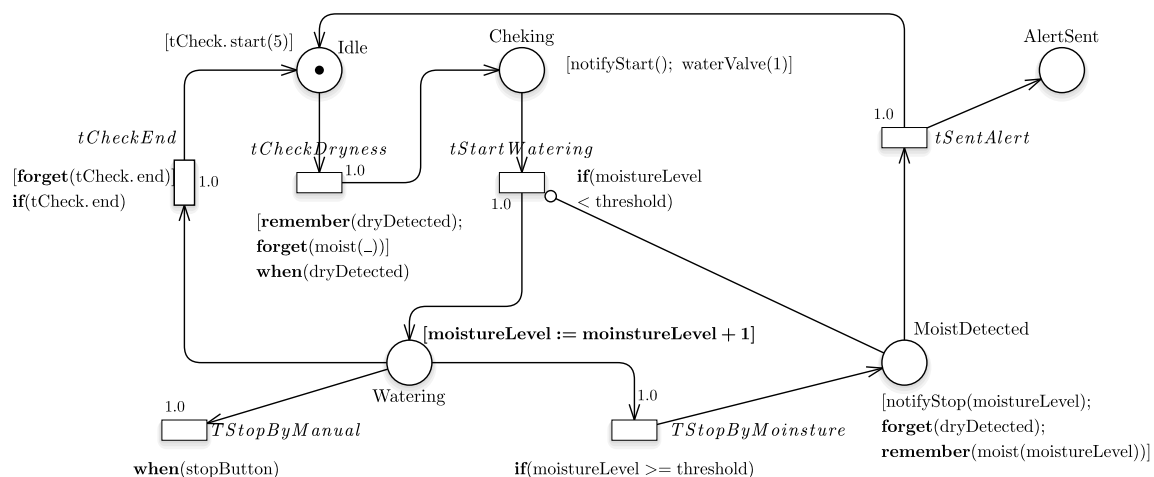 [tCheck. start(5)]
Idle
Cheking
AlertSent
[notifyStart(); waterValve(1)]
1.0
tCheckEnd
tCheckDryness
tStartWatering
tSentAlert
[forget(tCheck. end)]
if(tCheck. end)
1.0
1.0
1.0
if(moistureLevel
< threshold)
[remember(dryDetected);
forget(moist(_))]
when(dryDetected)
[moistureLevel := moinstureLevel + 1]
MoistDetected
Watering
1.0
1.0
TStopByManual
TStopByMoinsture
[notifyStop(moistureLevel);
forget(dryDetected);
remember(moist(moistureLevel))]
when(stopButton)
if(moistureLevel >= threshold)